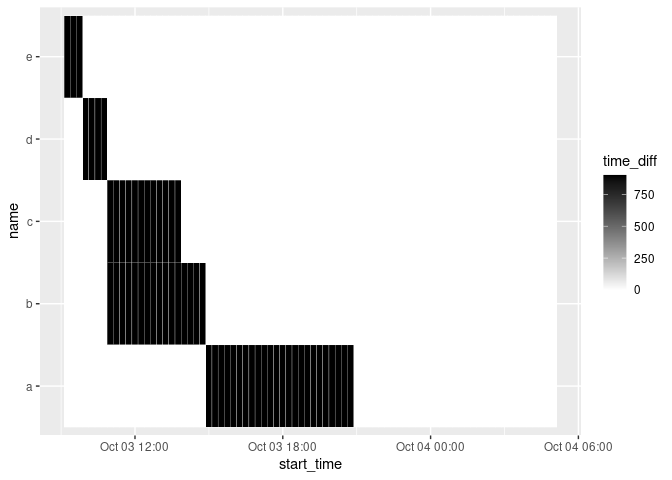 e
d
c
b
a
name
Oct 03 12:00
Oct 03 18:00
Oct 04 00:00
Oct 04 06:00
start_time
time_diff
750
500
250
0